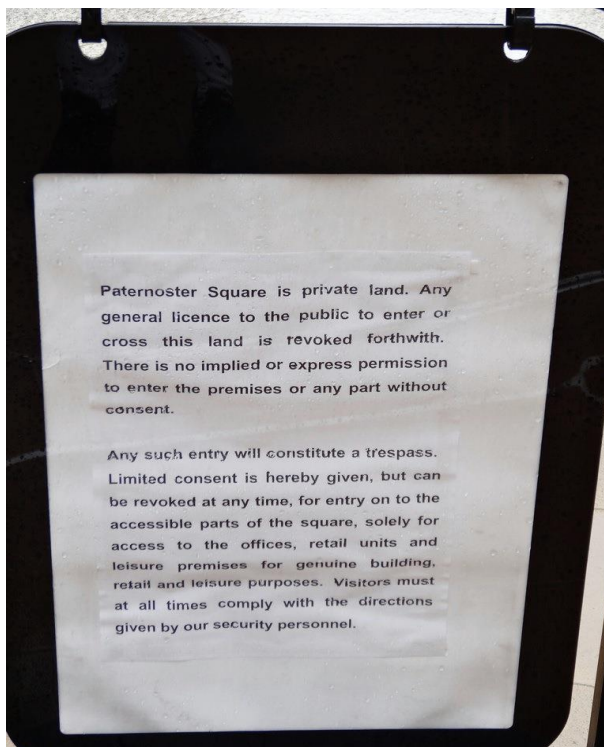 Paternoster Square is private land. Any
general licence to the public to enter or
cross this land is revoked forthwith.
There is no implied or express permission
to enter the premises or any part without
consent.
Any such entry will constitute a trespass.
Limited consent is hereby given, but can
be revoked at any time, for entry on to the
accessible parts of the square, solely for
access to the offices, retail units and
leisure premises for genuine building,
retail and leisure purposes. Visitors must
at all times comply with the directions
given by our security personnel.